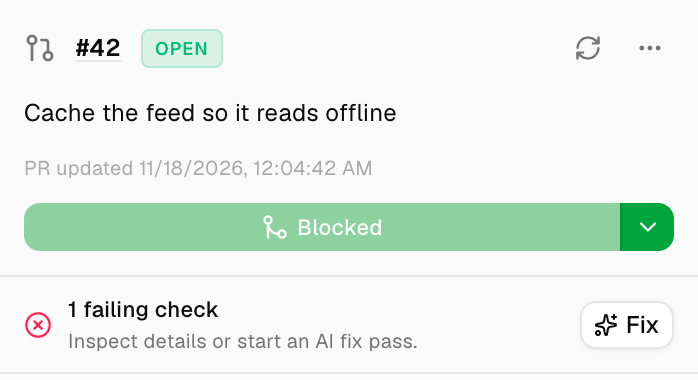 #42 OPEN
Cache the feed so it reads offline
PR updated 11/18/2026, 12:04:42 AM
Blocked
1 failing check
Inspect details or start an AI fix pass.
Fix